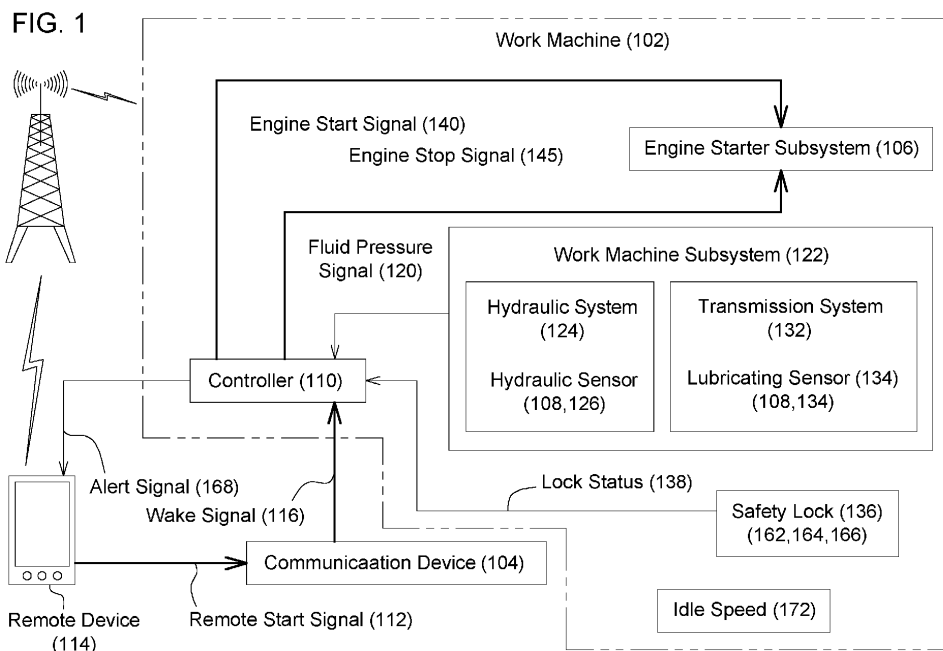 FIG. 1
Work Machine (102)
Engine Start Signal (140)
Engine Stop Signal (145)
Engine Starter Subsystem (106)
Fluid Pressure
Signal (120)
Work Machine Subsystem (122)
Hydraulic System
(124)
Hydraulic Sensor
(108,126)
Transmission System
(132)
Lubricating Sensor (134)
(108,134)
Controller (110)
Alert Signal (168)
Wake Signal (116)
Lock Status (138)
Safety Lock (136)
(162,164,166)
Communicaation Device (104)
Remote Device
(114)
Remote Start Signal (112)
Idle Speed (172)